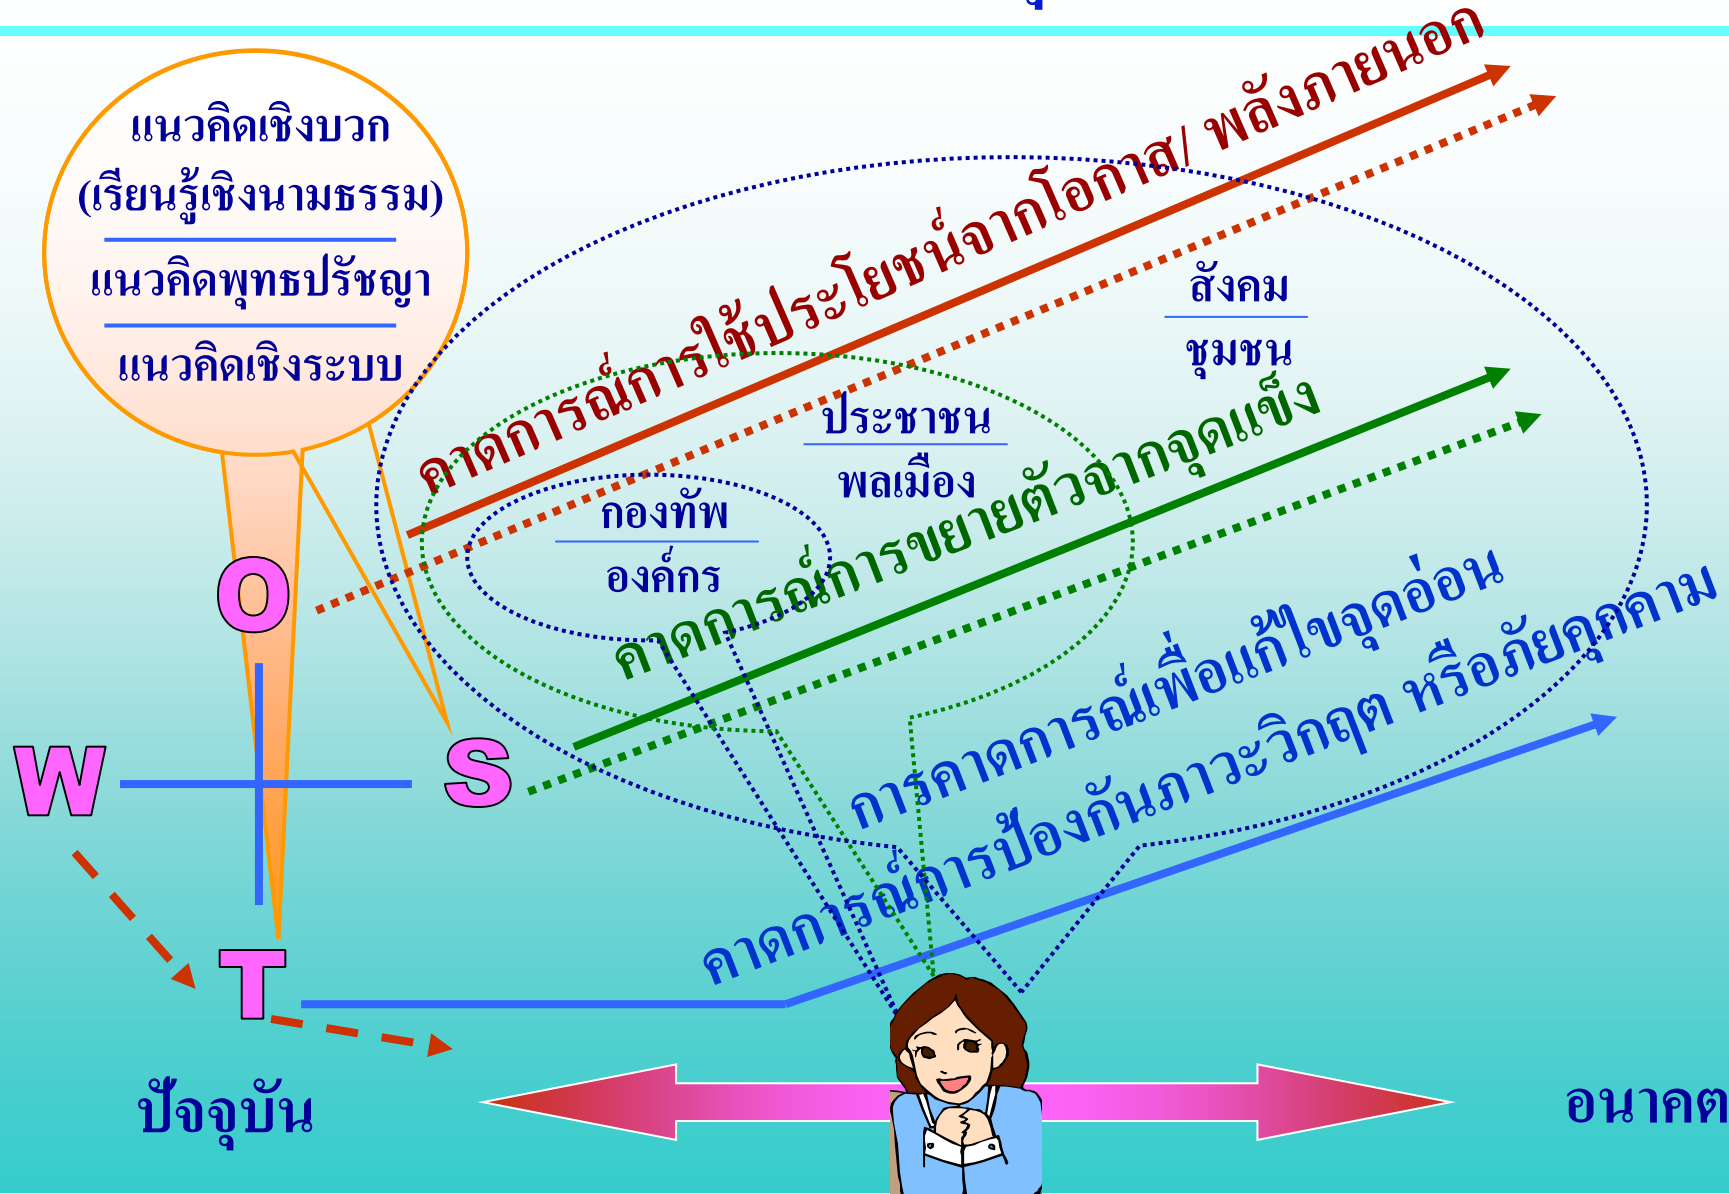 แนวคิดเชิงบวก
(เรียนรู้เชิงนามธรรม)
แนวคิดพุทธปรัชญา
แนวคิดเชิงระบบ
คาดการณ์การใช้ประโยชน์จากโอกาส/ พลังภายนอก
สังคม
ชุมชน
ประชาชน
พลเมือง
กองทัพ
องค์กร
คาดการณ์การขยายตัวจากจุดแข็ง
การคาดการณ์เพื่อแก้ไขจุดอ่อน
คาดการณ์การป้องกันภาวะวิกฤต หรือภัยคุกคาม
O
W
S
T
ปัจจุบัน
อนาคต